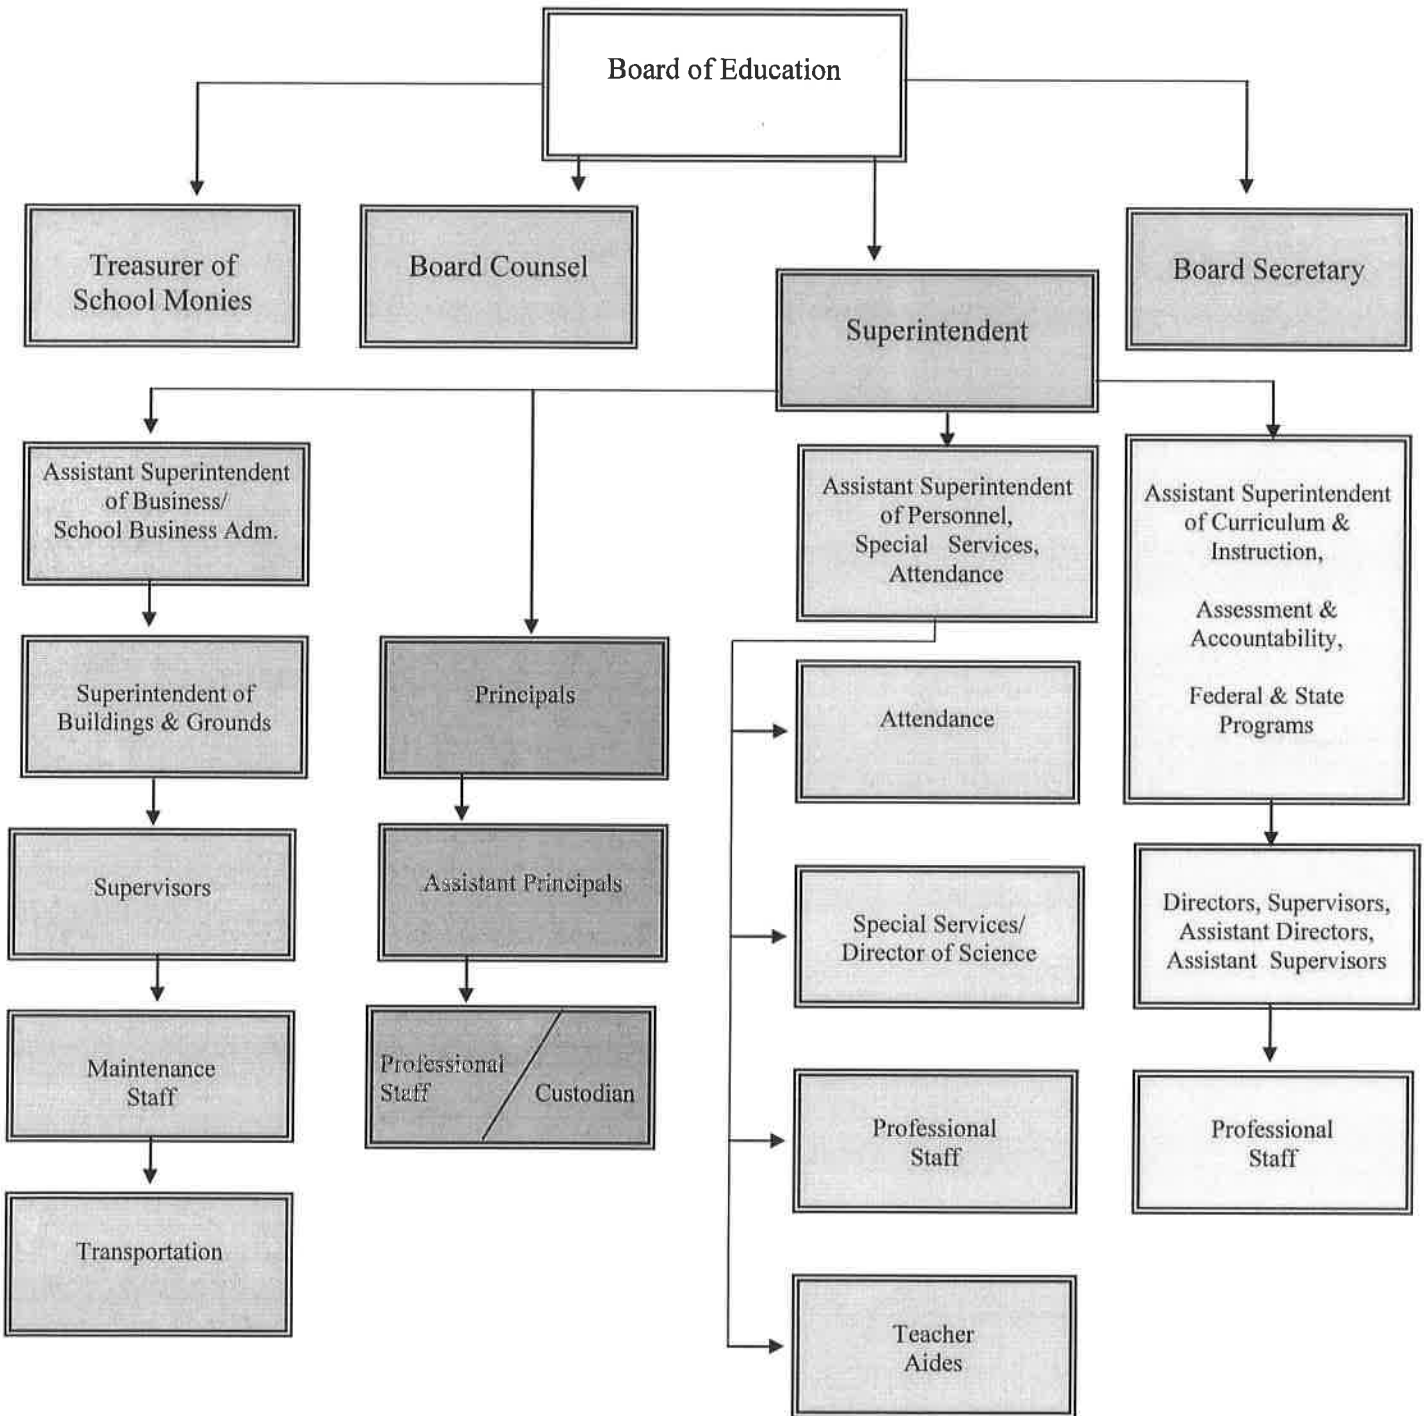 Board of Education
Treasurer of
School Monies
Board Counsel
Superintendent
Board Secretary
Assistant Superintendent
of Business/
School Business Adm.
Assistant Superintendent
of Personnel,
Special Services,
Attendance
Assistant Superintendent
of Curriculum &
Instruction,
Assessment &
Accountability,
Federal & State
Programs
Superintendent of
Buildings & Grounds
Principals
Attendance
Supervisors
Assistant Principals
Special Services/
Director of Science
Directors, Supervisors,
Assistant Directors,
Assistant Supervisors
Maintenance
Staff
Professional
Staff
Custodian
Professional
Staff
Professional
Staff
Transportation
Teacher
Aides